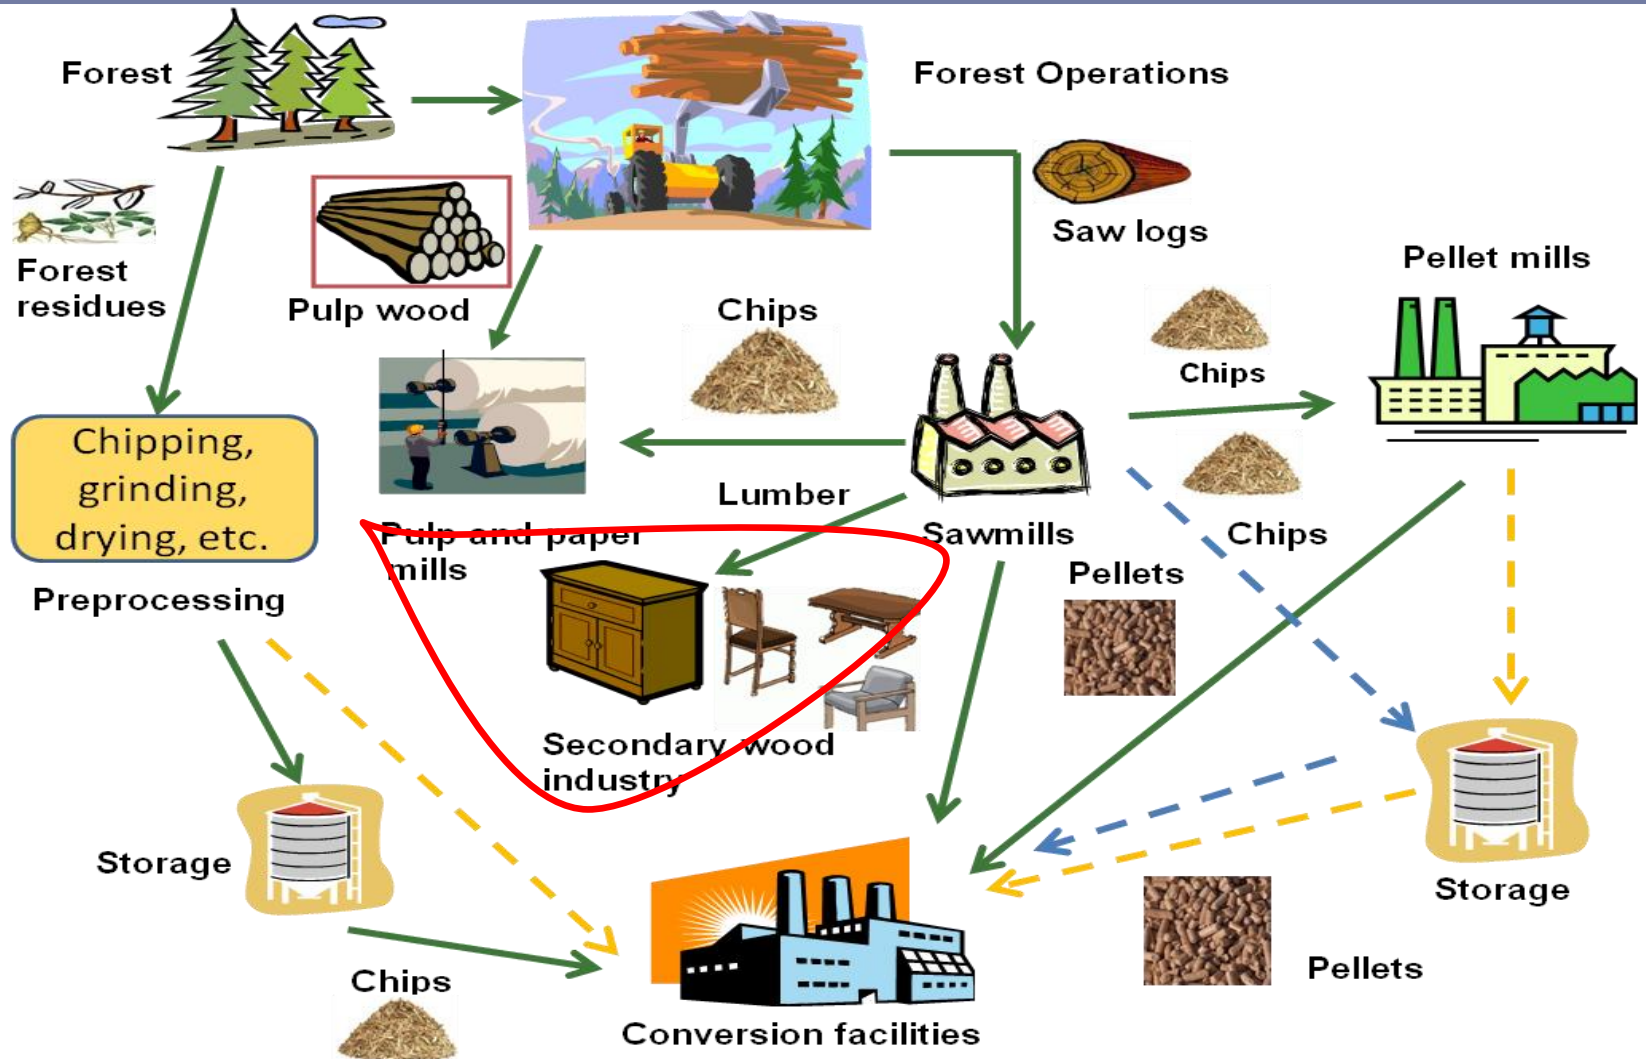 Forest
Forest Operations
Forest
residues
Pulp wood
Saw logs
Pellet mills
Chips
Chips
Chipping,
grinding,
drying, etc.
Lumber
Chips
Pulp and paper
mills
Sawmills
Pellets
Preprocessing
Secondary wood
industry
Storage
Storage
Chips
Pellets
Conversion facilities